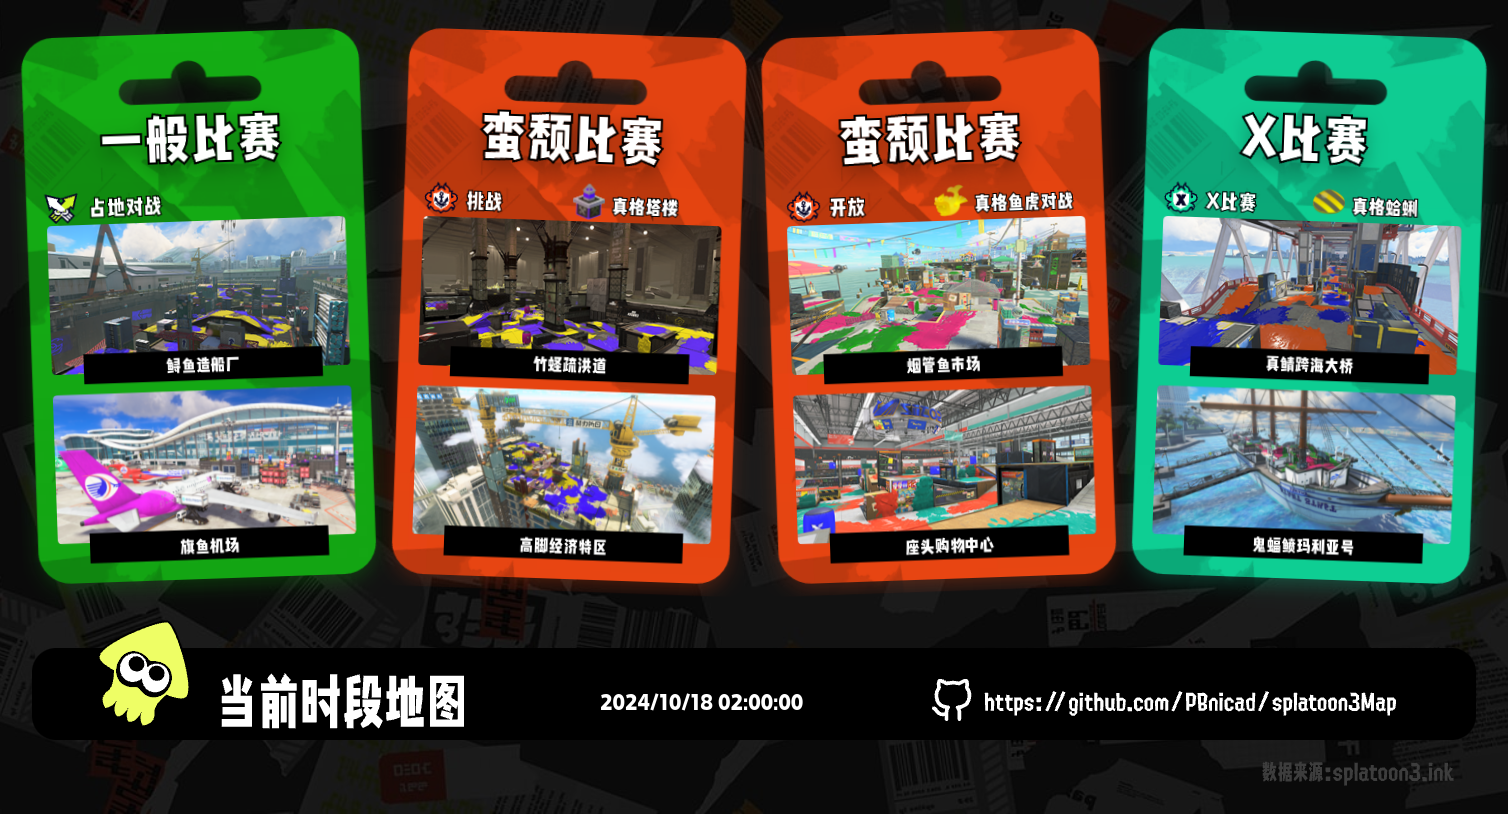 一般比赛
占地对战
鲟鱼造船厂
旗鱼机场
蛮颓比赛
挑战
真格塔楼
竹蛏疏洪道
高脚经济特区
蛮颓比赛
开放
真格鱼虎对战
烟管鱼市场
座头购物中心
X比赛
X比赛
真格蛤蜊
真鲷跨海大桥
鬼蝠鲼玛利亚号
当前时段地图
2024/10/18 02:00:00
https://github.com/PBnicad/splatoon3Map
数据来源:splatoon3.ink